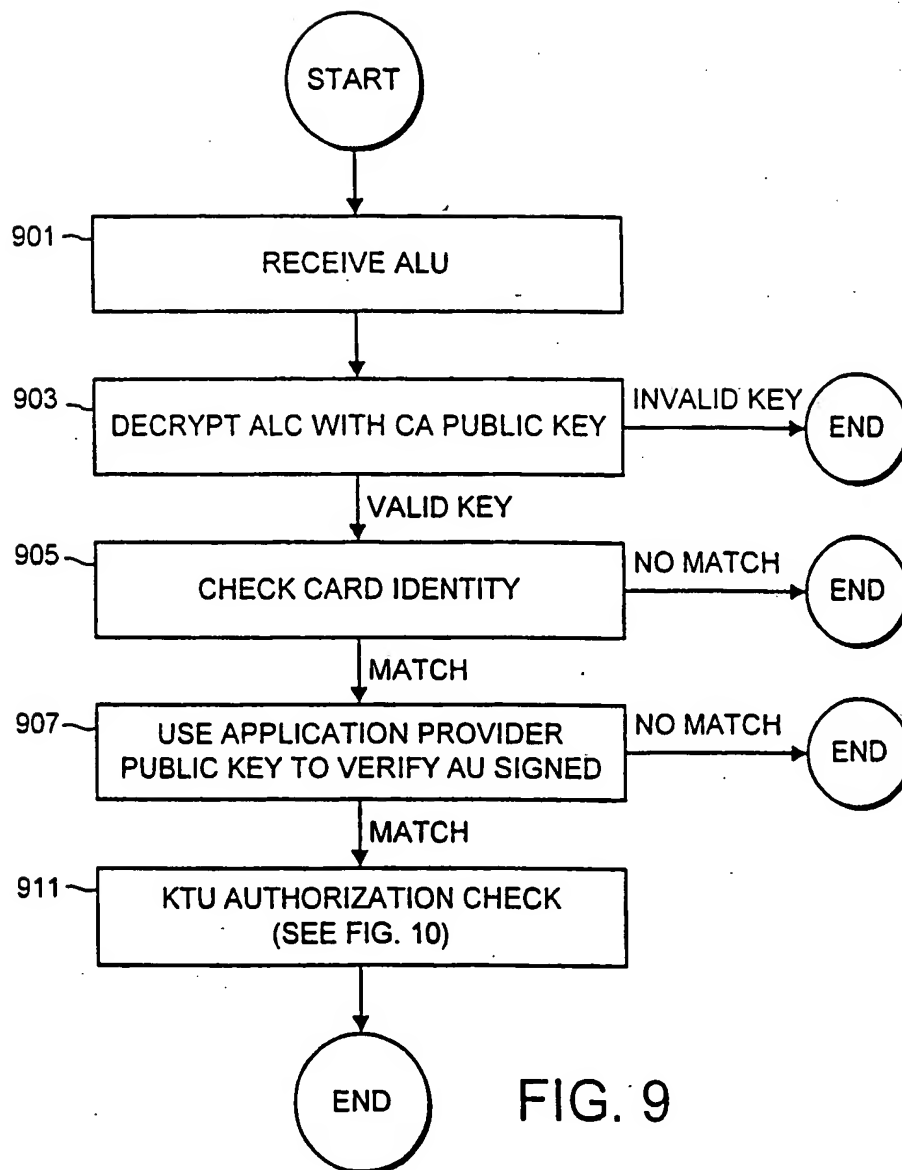 START
901
RECEIVE ALU
903
DECRYPT ALC WITH CA PUBLIC KEY
INVALID KEY
END
VALID KEY
905
CHECK CARD IDENTITY
NO MATCH
END
MATCH
907
USE APPLICATION PROVIDER
PUBLIC KEY TO VERIFY AU SIGNED
NO MATCH
END
MATCH
911
KTU AUTHORIZATION CHECK
(SEE FIG. 10)
END
FIG. 9